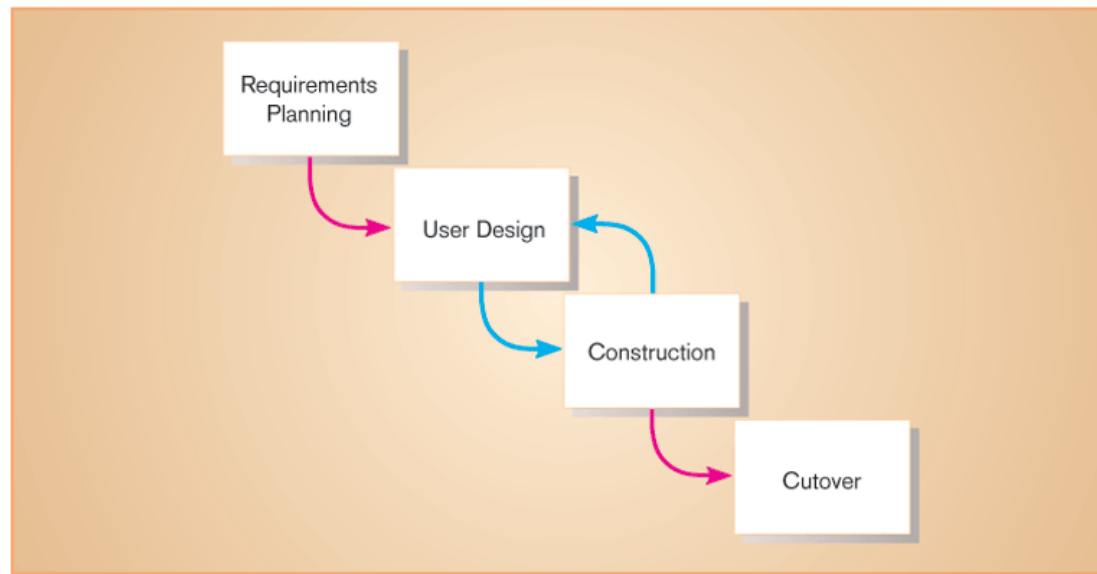 Requirements
Planning
User Design
Construction
Cutover